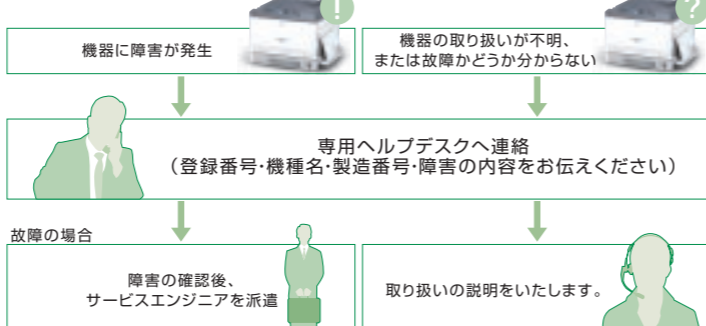 !
?
機器に障害が発生
機器の取り扱いが不明、
または故障かどうか分からない
専用ヘルプデスクへ連絡
（登録番号・機種名・製造番号・障害の内容をお伝えください）
故障の場合
障害の確認後、
サービスエンジニアを派遣
取り扱いの説明をいたします。